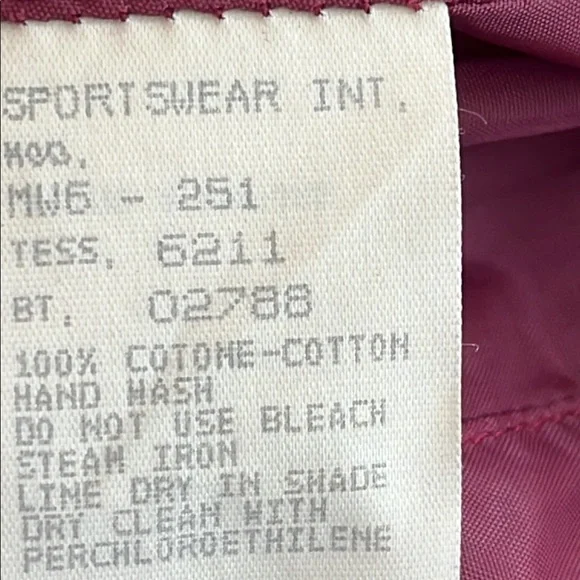 SPORTSWEAR INT.
MOD.
MW6 - 251
TESS. 6211
BT. 02788
100% COTONE-COTTON
HAND WASH
DO NOT USE BLEACH
STEAM IRON
LINE DRY IN SHADE
DRY CLEAN WITH
PERCHLOROETHILENE